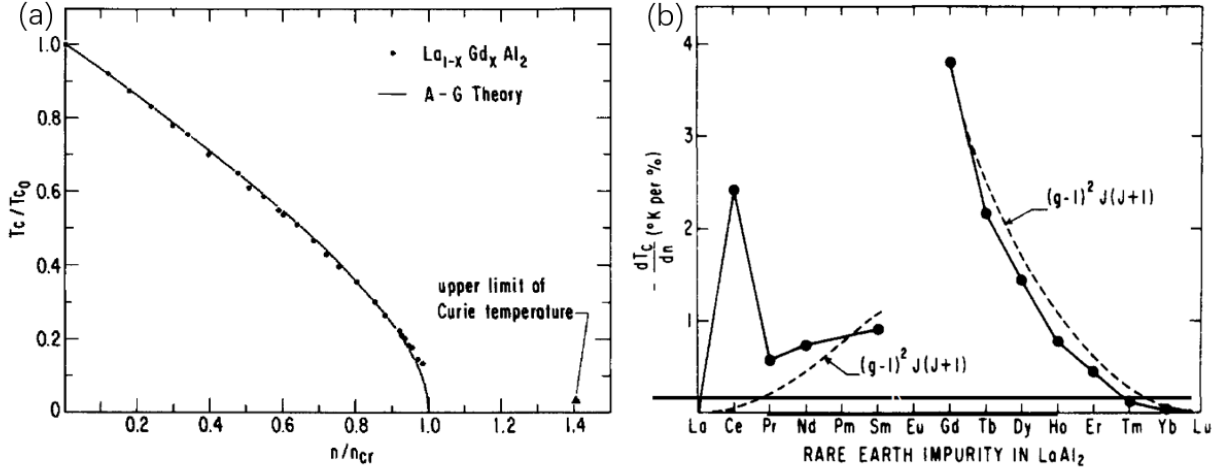 (a)
1.0
0.8
0.6
0.4
0.2
0
Tc/Tc₀
La₁₋ₓ Gdₓ Al₂
A-G Theory
upper limit of
Curie temperature
0
0.2
0.4
0.6
0.8
1.0
1.2
1.4
n/n_cr
(b)
4
3
2
1
- dTc/dn (°K per %)
(g-1)² J(J+1)
(g-1)² J(J+1)
La Ce Pr Nd Pm Sm Eu Gd Tb Dy Ho Er Tm Yb Lu
RARE EARTH IMPURITY IN LaAl₂